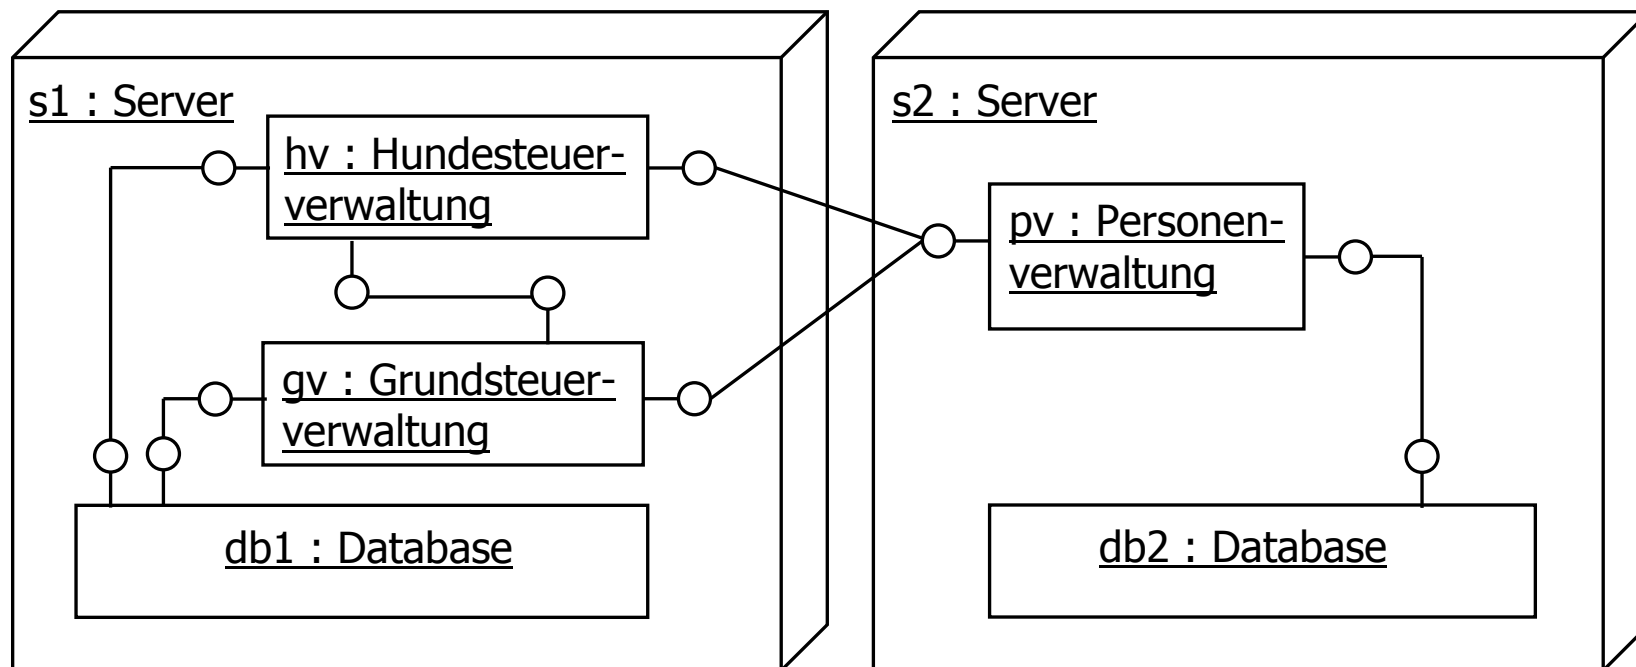 s1 : Server
hv : Hundesteuer-
verwaltung
gv : Grundsteuer-
verwaltung
db1 : Database
s2 : Server
pv : Personen-
verwaltung
db2 : Database